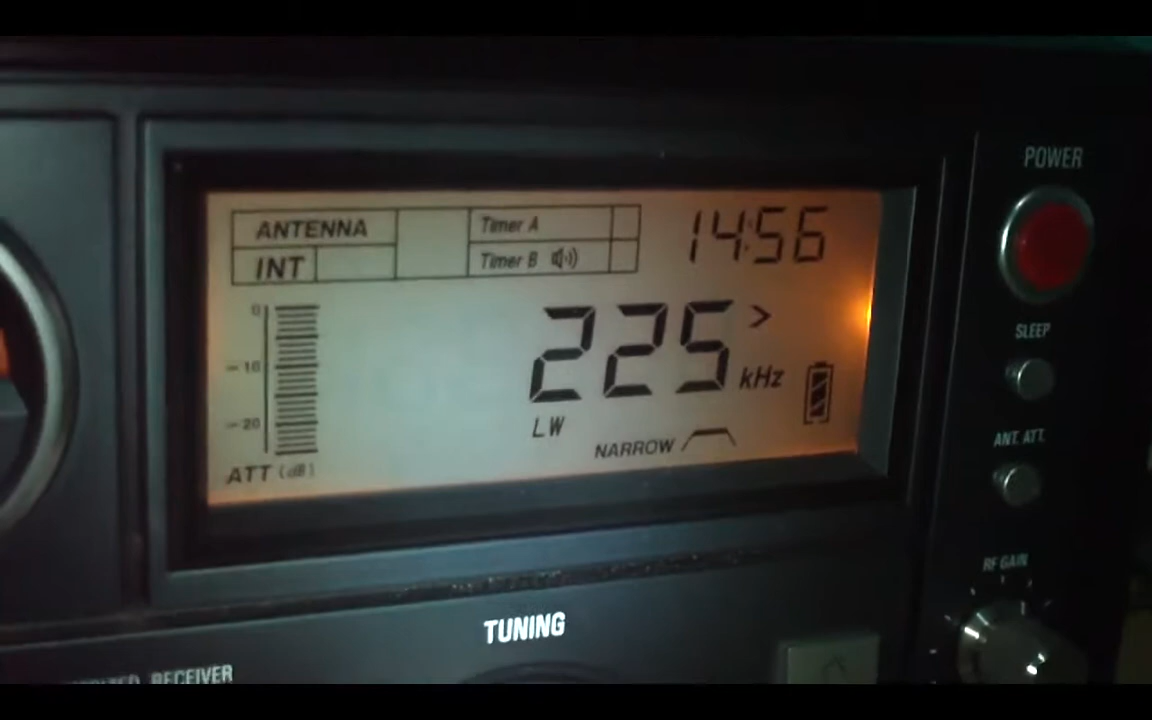 POWER
ANTENNA
Timer A
14:56
INT
Timer B
0
225 >
SLEEP
-10
kHz
-20
LW
NARROW
ANT. ATT.
ATT (dB)
RF GAIN
TUNING
RECEIVER